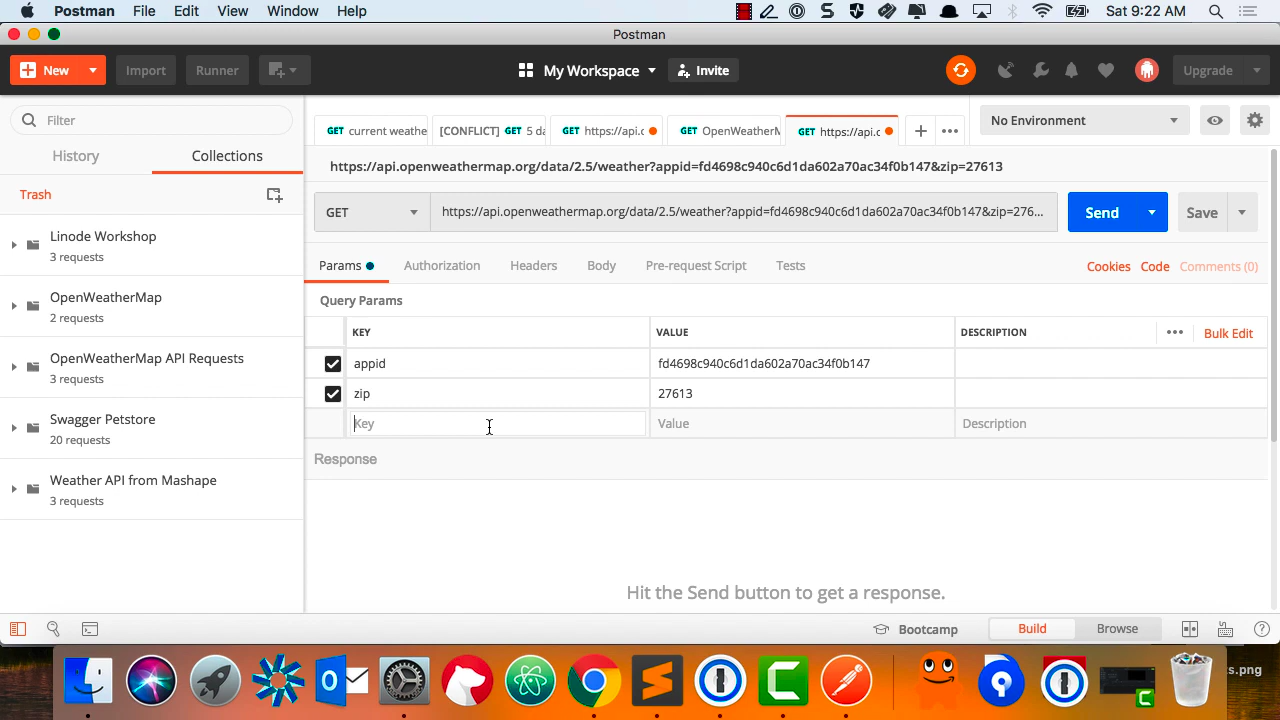 Postman File Edit View Window Help Sat 9:22 AM
Postman
New Import Runner My Workspace Invite Upgrade
Filter
History Collections
Trash
Linode Workshop
3 requests
OpenWeatherMap
2 requests
OpenWeatherMap API Requests
3 requests
Swagger Petstore
20 requests
Weather API from Mashape
3 requests
GET current weathe [CONFLICT] GET 5 da GET https://api.c GET OpenWeatherM GET https://api.c
No Environment
https://api.openweathermap.org/data/2.5/weather?appid=fd4698c940c6d1da602a70ac34f0b147&zip=27613
GET https://api.openweathermap.org/data/2.5/weather?appid=fd4698c940c6d1da602a70ac34f0b147&zip=276... Send Save
Params Authorization Headers Body Pre-request Script Tests Cookies Code Comments (0)
Query Params
KEY VALUE DESCRIPTION Bulk Edit
appid fd4698c940c6d1da602a70ac34f0b147
zip 27613
Key Value Description
Response
Hit the Send button to get a response.
Bootcamp Build Browse
s.png